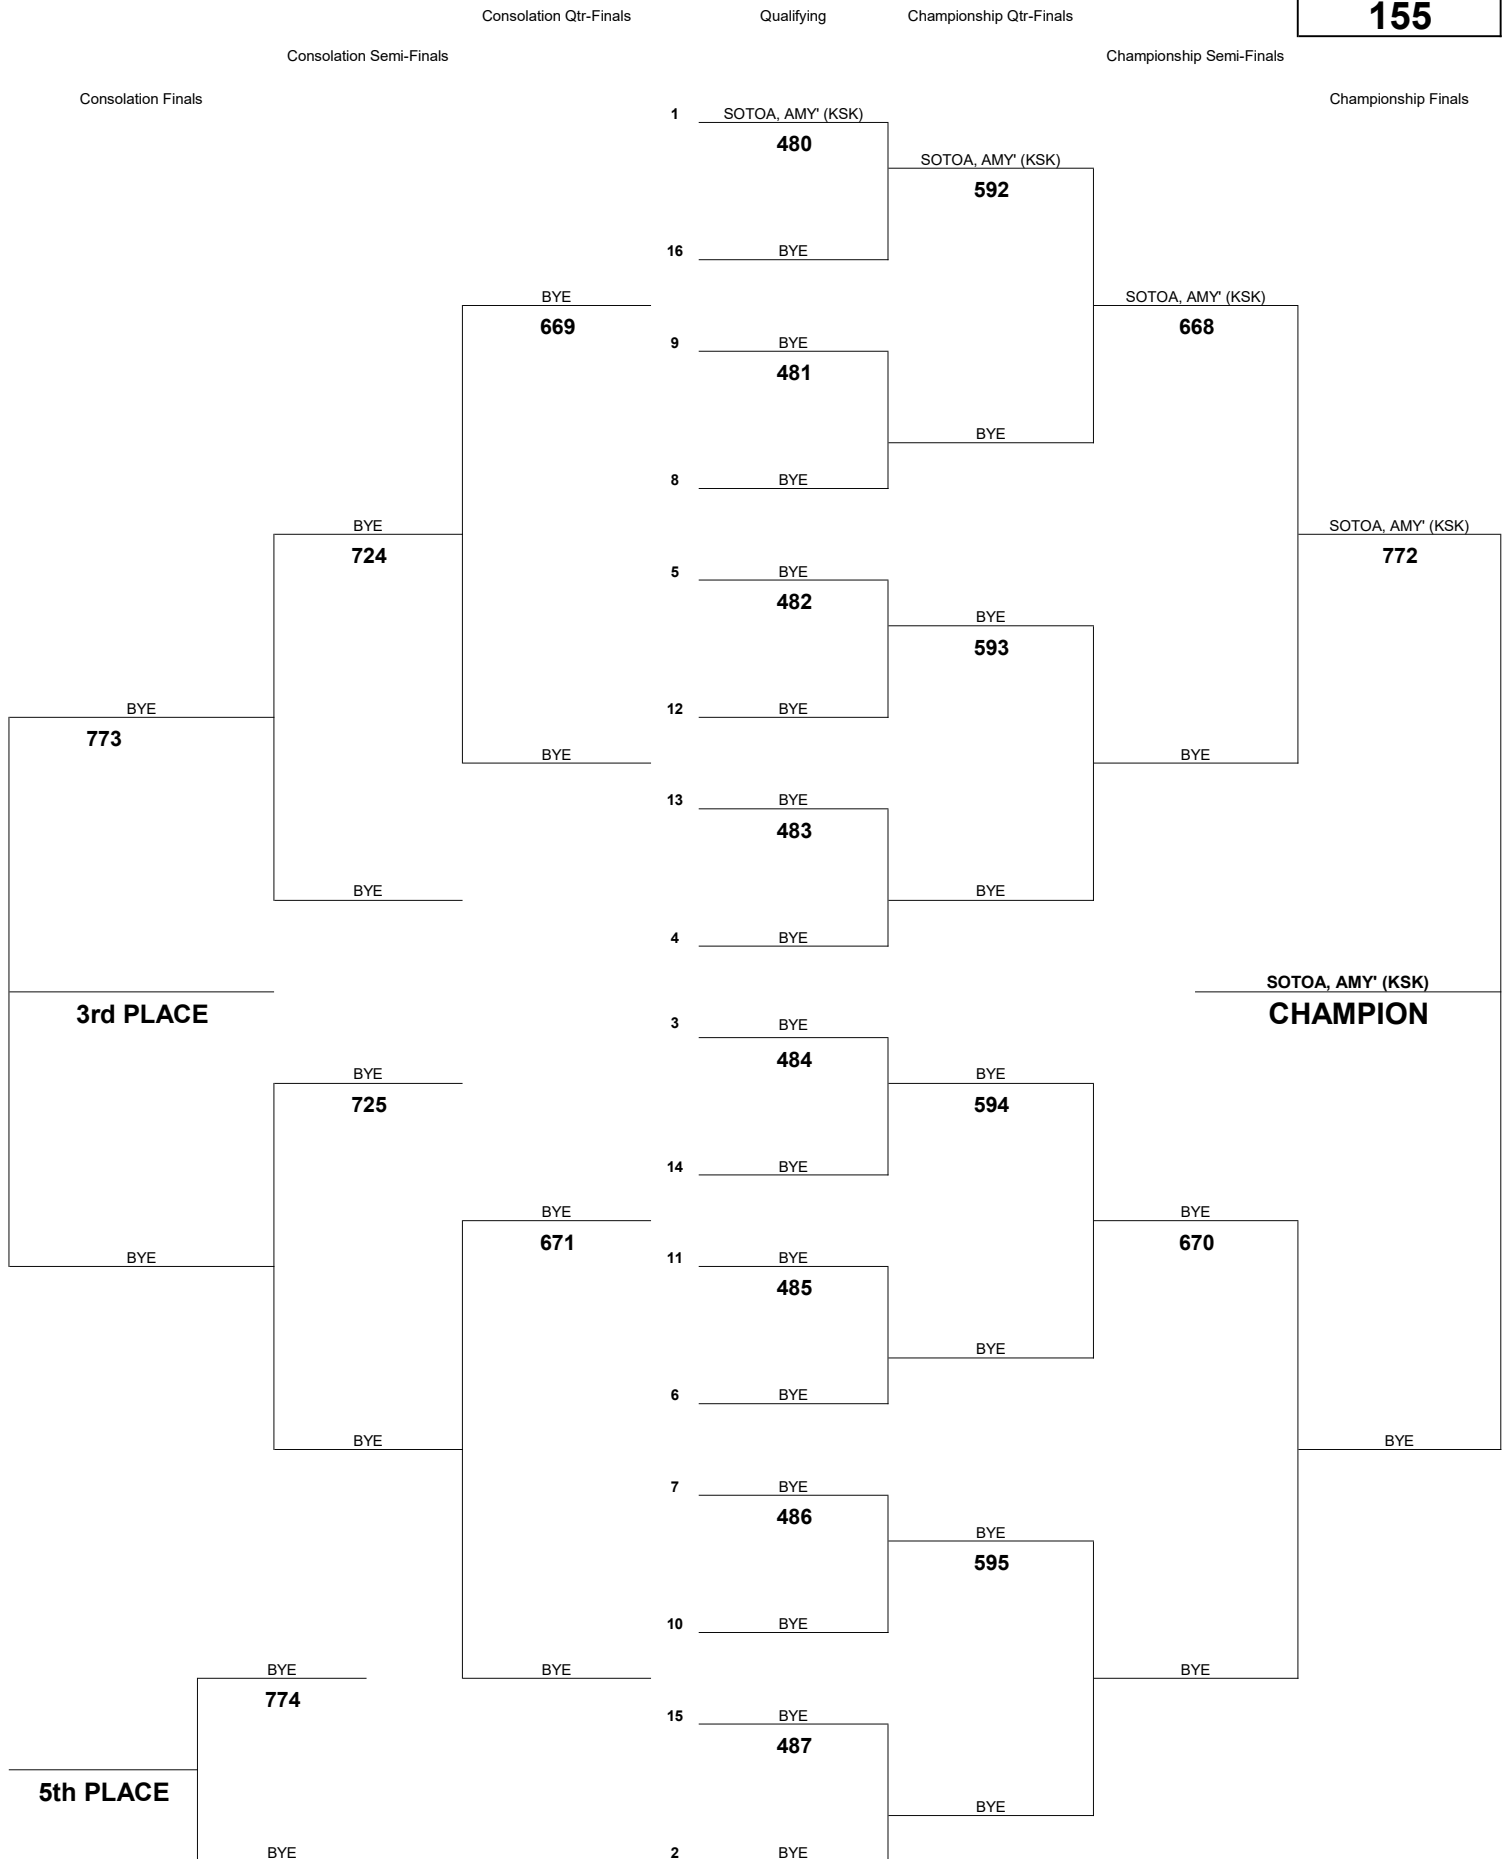 Consolation Qtr-Finals Qualifying Championship Qtr-Finals 155
Consolation Semi-Finals Championship Semi-Finals
Consolation Finals Championship Finals
1 SOTOA, AMY' (KSK)
480
SOTOA, AMY' (KSK)
592
16 BYE
BYE SOTOA, AMY' (KSK)
669 668
9 BYE
481
BYE
8 BYE
BYE SOTOA, AMY' (KSK)
724 772
5 BYE
482
BYE
593
12 BYE
BYE
773
BYE BYE
13 BYE
483
BYE BYE
4 BYE
SOTOA, AMY' (KSK)
3rd PLACE CHAMPION
3 BYE
484
BYE BYE
725 594
14 BYE
BYE BYE
671 670
BYE 11 BYE
485
BYE
6 BYE
BYE BYE
7 BYE
486
BYE
595
10 BYE
BYE BYE BYE
774
15 BYE
487
5th PLACE
BYE
BYE 2 BYE